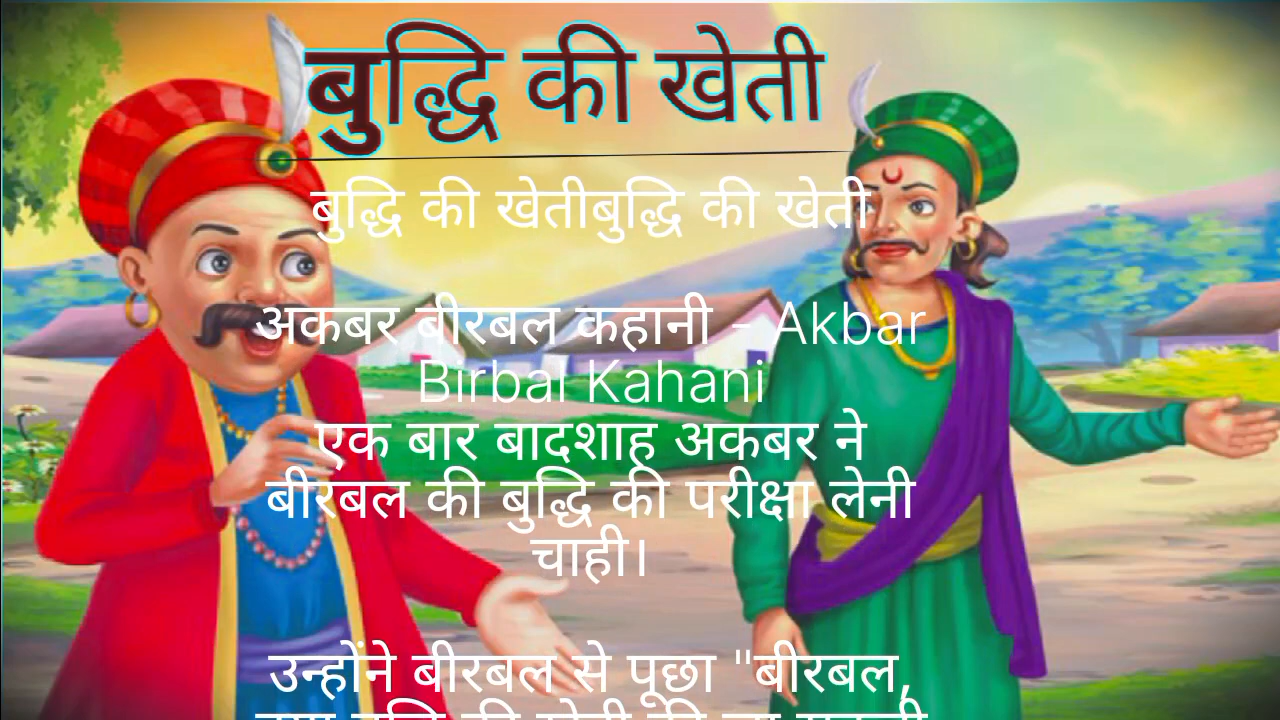 बुद्धि की खेती
बुद्धि की खेतीबुद्धि की खेती
अकबर बीरबल कहानी - Akbar
Birbal Kahani
एक बार बादशाह अकबर ने
बीरबल की बुद्धि की परीक्षा लेनी
चाही।
उन्होंने बीरबल से पूछा "बीरबल,